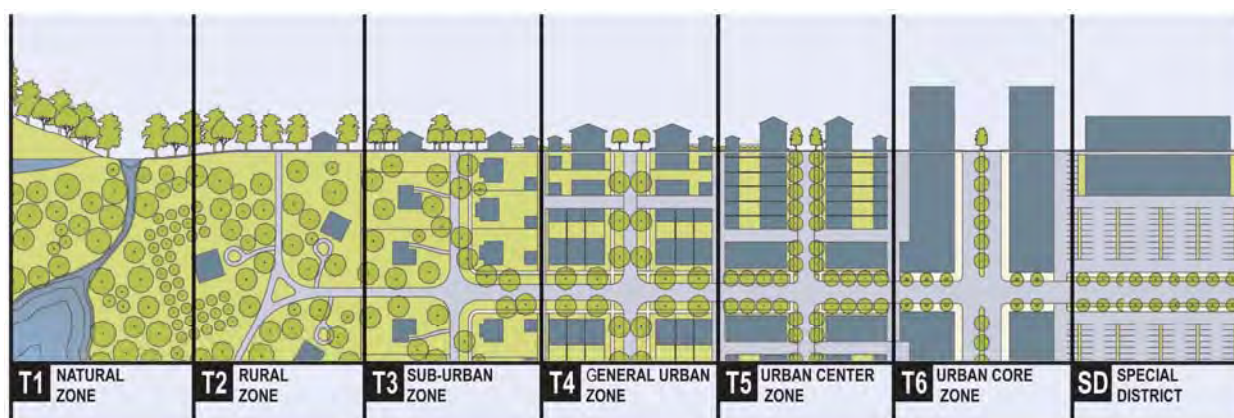 T1 NATURAL
ZONE
T2 RURAL
ZONE
T3 SUB-URBAN
ZONE
T4 GENERAL URBAN
ZONE
T5 URBAN CENTER
ZONE
T6 URBAN CORE
ZONE
SD SPECIAL
DISTRICT